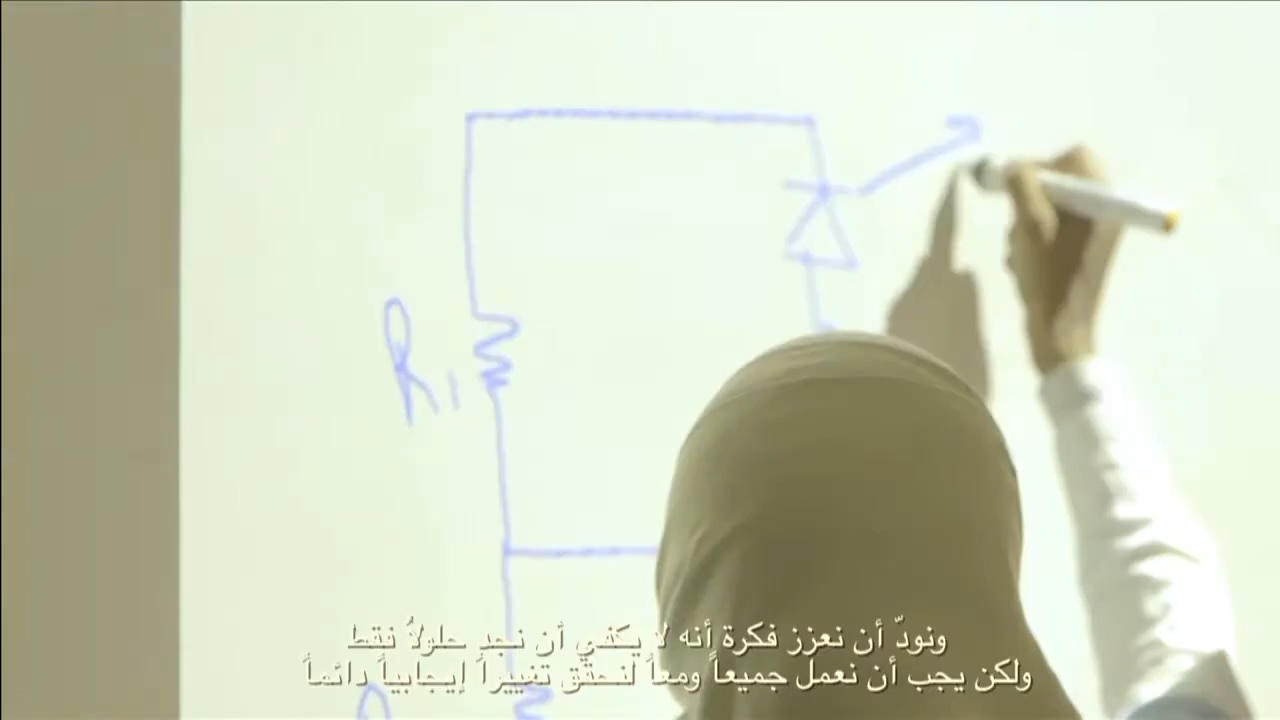 R1
ونودّ أن نعزز فكرة أنه لا يكفي أن نجد حلولاً فقط
ولكن يجب أن نعمل جميعاً ومعاً لنحقّق تغييراً إيجابياً دائماً